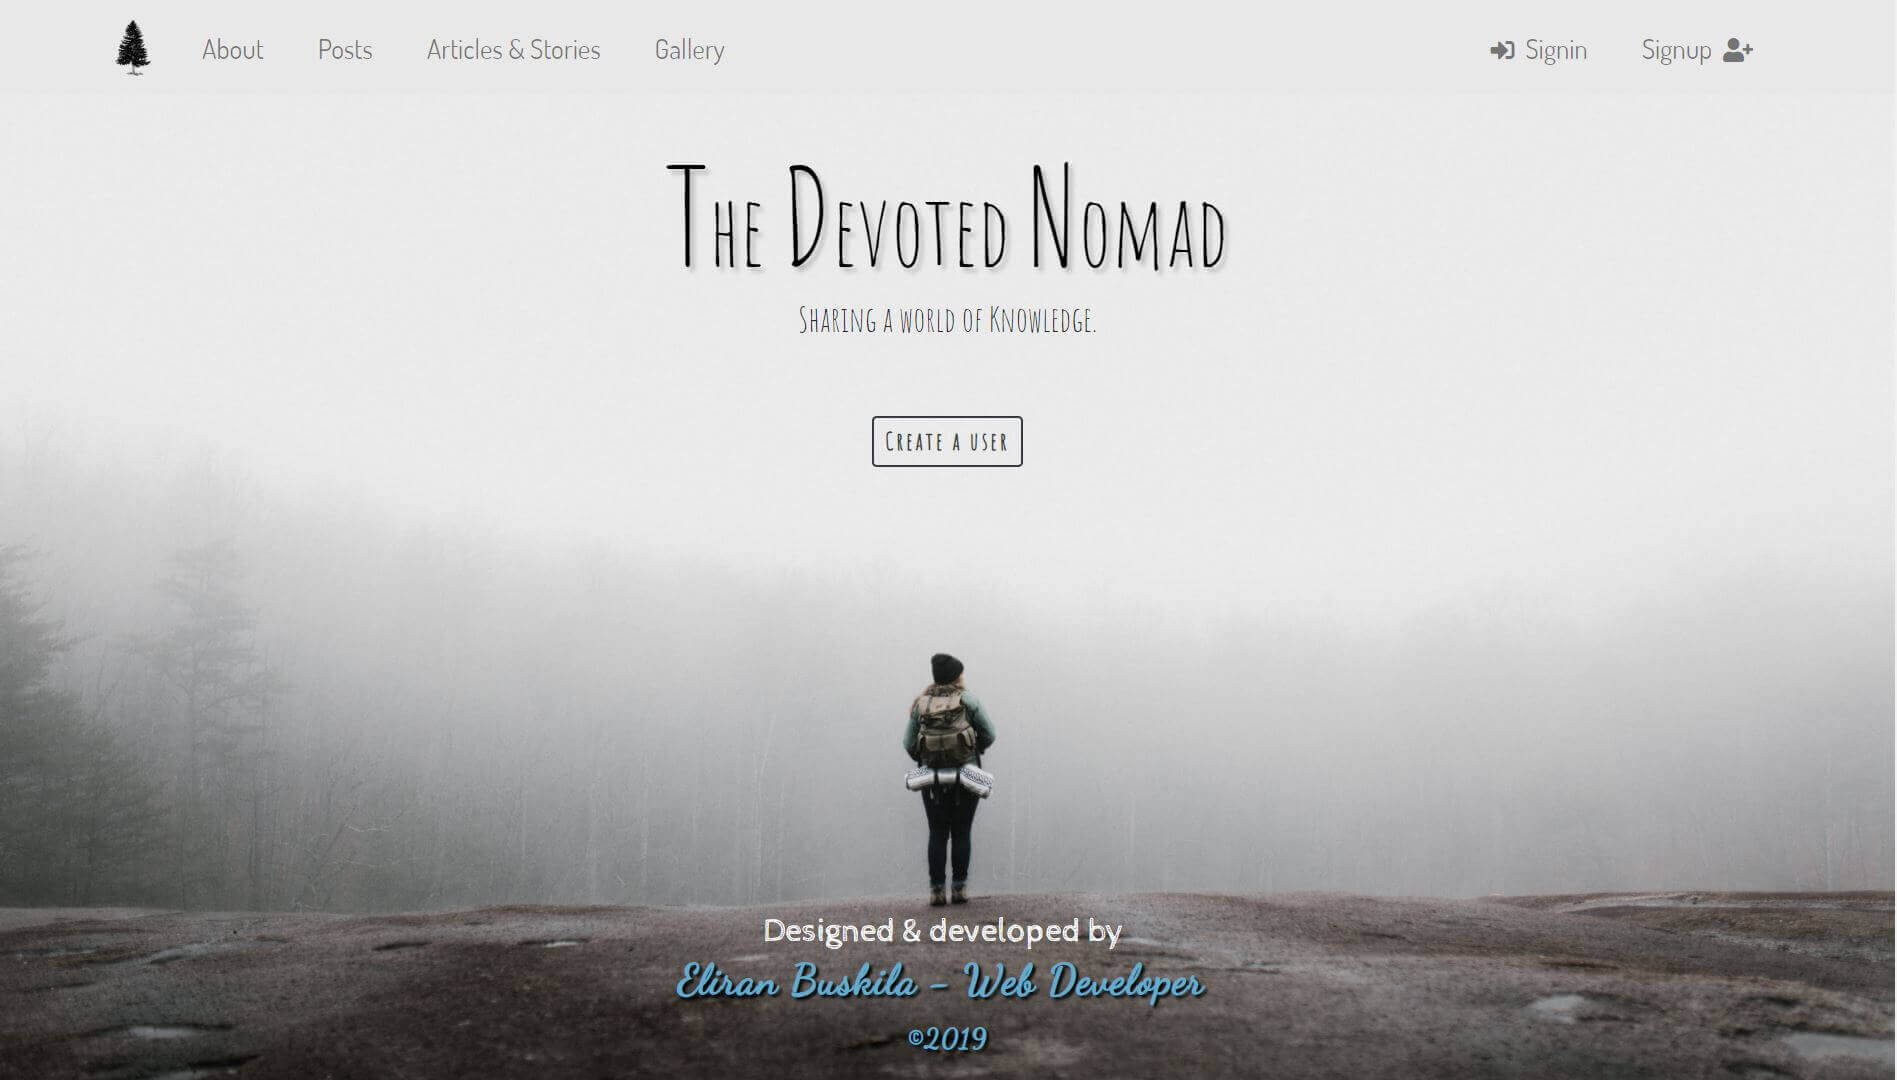 About Posts Articles & Stories Gallery Signin Signup
The Devoted Nomad
Sharing a world of Knowledge.
Create a user
Designed & developed by
Eliran Buskila - Web Developer
©2019